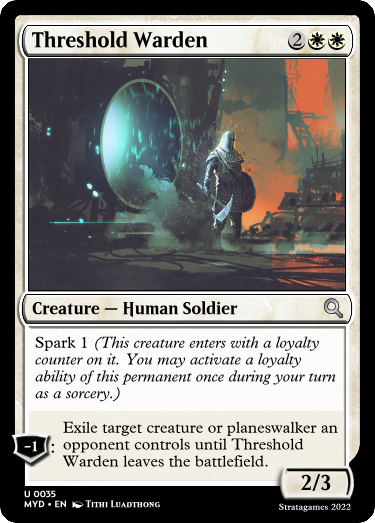 Threshold Warden 2
Creature — Human Soldier
Spark 1 (This creature enters with a loyalty
counter on it. You may activate a loyalty
ability of this permanent once during your turn
as a sorcery.)
-1: Exile target creature or planeswalker an
opponent controls until Threshold
Warden leaves the battlefield.
2/3
U 0035
MYD • EN Tithi Luadthong
Stratagames 2022